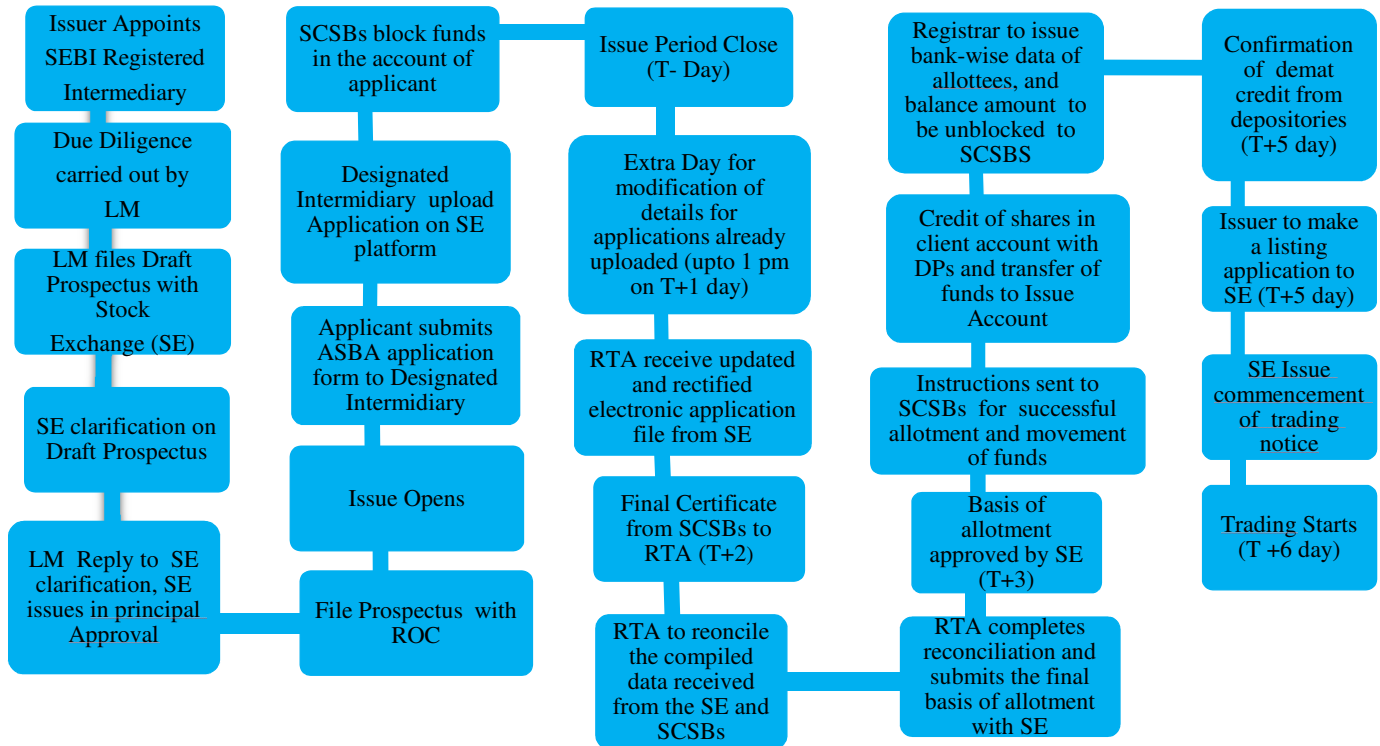 Issuer Appoints
SEBI Registered
Intermediary
Due Diligence
carried out by
LM
LM files Draft
Prospectus with
Stock
Exchange (SE)
SE clarification on
Draft Prospectus
LM Reply to SE
clarification, SE
issues in principal
Approval
File Prospectus with
ROC
Issue Opens
Applicant submits
ASBA application
form to Designated
Intermidiary
Designated
Intermidiary upload
Application on SE
platform
SCSBs block funds
in the account of
applicant
Issue Period Close
(T- Day)
Extra Day for
modification of
details for
applications already
uploaded (upto 1 pm
on T+1 day)
RTA receive updated
and rectified
electronic application
file from SE
Final Certificate
from SCSBs to
RTA (T+2)
RTA to reconcile
the compiled
data received
from the SE and
SCSBs
RTA completes
reconciliation and
submits the final
basis of allotment
with SE
Basis of
allotment
approved by SE
(T+3)
Instructions sent to
SCSBs for successful
allotment and movement
of funds
Credit of shares in
client account with
DPs and transfer of
funds to Issue
Account
Registrar to issue
bank-wise data of
allottees, and
balance amount to
be unblocked to
SCSBS
Confirmation
of demat
credit from
depositories
(T+5 day)
Issuer to make
a listing
application to
SE (T+5 day)
SE Issue
commencement
of trading
notice
Trading Starts
(T +6 day)